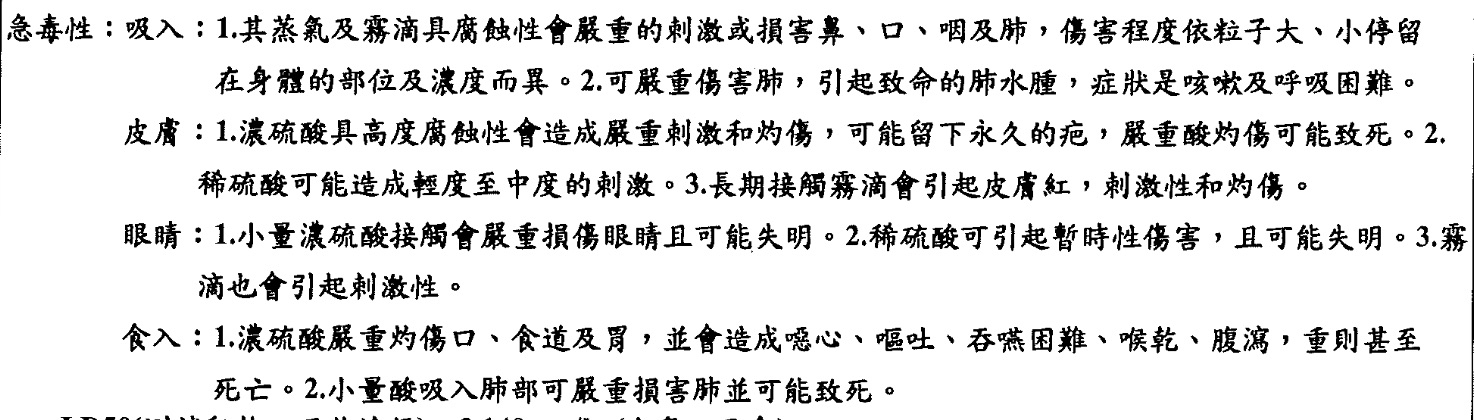 急毒性：吸入：1.其蒸氣及霧滴具腐蝕性會嚴重的刺激或損害鼻、口、咽及肺，傷害程度依粒子大、小停留
在身體的部位及濃度而異。2.可嚴重傷害肺，引起致命的肺水腫，症狀是咳嗽及呼吸困難。
皮膚：1.濃硫酸具高度腐蝕性會造成嚴重刺激和灼傷，可能留下永久的疤，嚴重酸灼傷可能致死。2.
稀硫酸可能造成輕度至中度的刺激。3.長期接觸霧滴會引起皮膚紅，刺激性和灼傷。
眼睛：1.小量濃硫酸接觸會嚴重損傷眼睛且可能失明。2.稀硫酸可引起暫時性傷害，且可能失明。3.霧
滴也會引起刺激性。
食入：1.濃硫酸嚴重灼傷口、食道及胃，並會造成噁心、嘔吐、吞嚥困難、喉乾、腹瀉，重則甚至
死亡。2.小量酸吸入肺部可嚴重損害肺並可能致死。